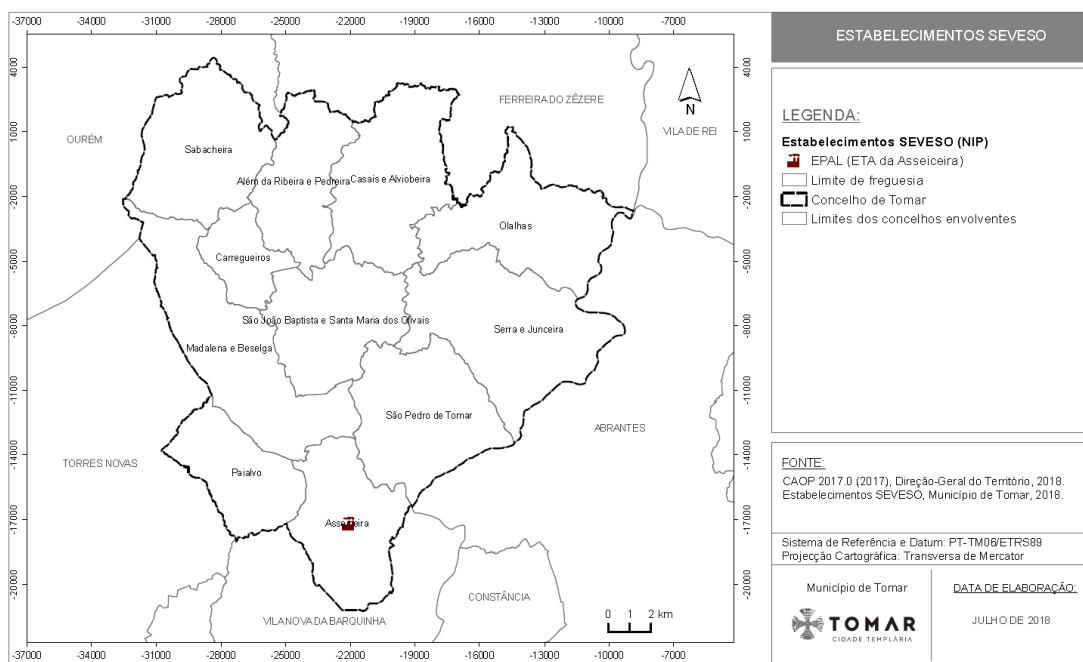 -37000 -34000 -31000 -28000 -25000 -22000 -19000 -16000 -13000 -10000 -7000
4000 4000
1000 1000
-2000 -2000
-5000 -5000
-8000 -8000
-11000 -11000
-14000 -14000
-17000 -17000
-20000 -20000
FERREIRA DO ZÊZERE
N
VILA DE REI
OURÉM
Sabacheira
Além da Ribeira e Pedreira
Casais e Alviobeira
Olalhas
Carregueiros
São João Baptista e Santa Maria dos Olivais
Serra e Junceira
Madalena e Beselga
São Pedro de Tomar
ABRANTES
TORRES NOVAS
Paialvo
Asseiceira
CONSTÂNCIA
VILA NOVA DA BARQUINHA
0 1 2 km
-37000 -34000 -31000 -28000 -25000 -22000 -19000 -16000 -13000 -10000 -7000
ESTABELECIMENTOS SEVESO
LEGENDA:
Estabelecimentos SEVESO (NIP)
EPAL (ETA da Asseiceira)
Limite de freguesia
Concelho de Tomar
Limites dos concelhos envolventes
FONTE:
CAOP 2017.0 (2017), Direção-Geral do Território, 2018.
Estabelecimentos SEVESO, Município de Tomar, 2018.
Sistema de Referência e Datum: PT-TM06/ETRS89
Projecção Cartográfica: Transversa de Mercator
Município de Tomar
TOMAR
CIDADE TEMPLÁRIA
DATA DE ELABORAÇÃO:
JULHO DE 2018